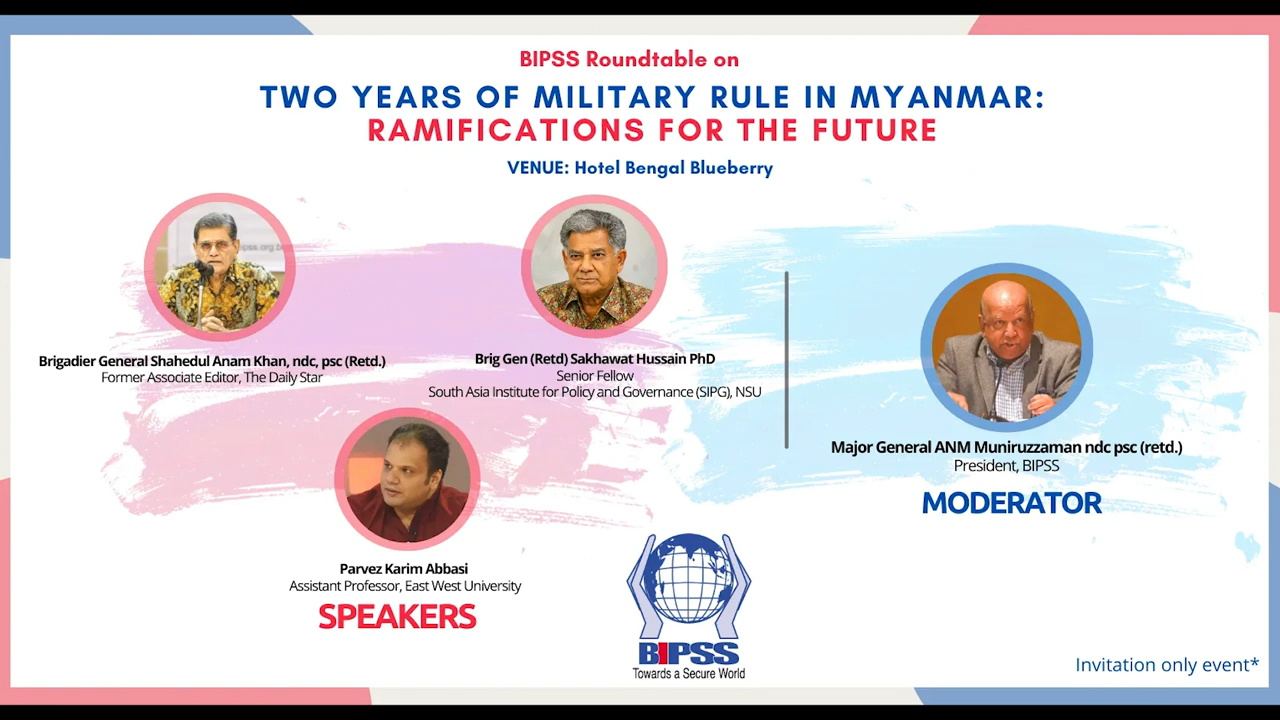 BIPSS Roundtable on
TWO YEARS OF MILITARY RULE IN MYANMAR:
RAMIFICATIONS FOR THE FUTURE
VENUE: Hotel Bengal Blueberry
Brigadier General Shahedul Anam Khan, ndc, psc (Retd.)
Former Associate Editor, The Daily Star
Brig Gen (Retd) Sakhawat Hussain PhD
Senior Fellow
South Asia Institute for Policy and Governance (SIPG), NSU
Parvez Karim Abbasi
Assistant Professor, East West University
SPEAKERS
Major General ANM Muniruzzaman ndc psc (retd.)
President, BIPSS
MODERATOR
BIPSS
Towards a Secure World
Invitation only event*